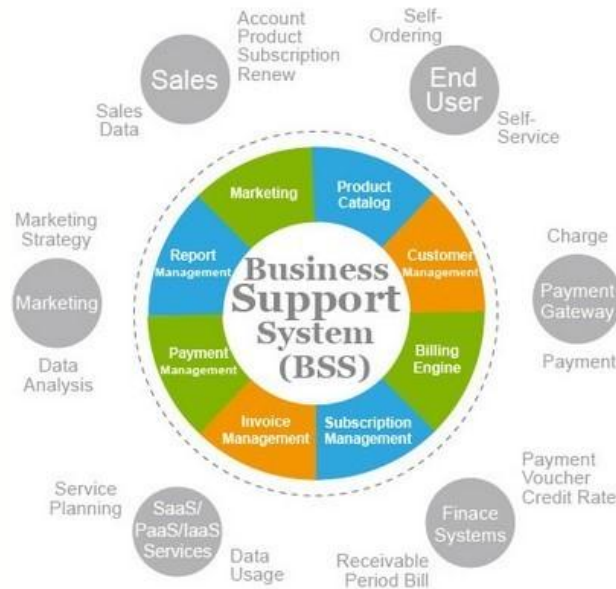 Account
Product
Subscription
Renew
Sales
Sales
Data
Self-
Ordering
End
User
Self-
Service
Marketing
Product
Catalog
Report
Management
Customer
Management
Business
Support
System
(BSS)
Payment
Management
Billing
Engine
Invoice
Management
Subscription
Management
Marketing
Strategy
Marketing
Data
Analysis
Charge
Payment
Gateway
Payment
Service
Planning
SaaS/
PaaS/IaaS
Services
Data
Usage
Payment
Voucher
Credit Rate
Finace
Systems
Receivable
Period Bill